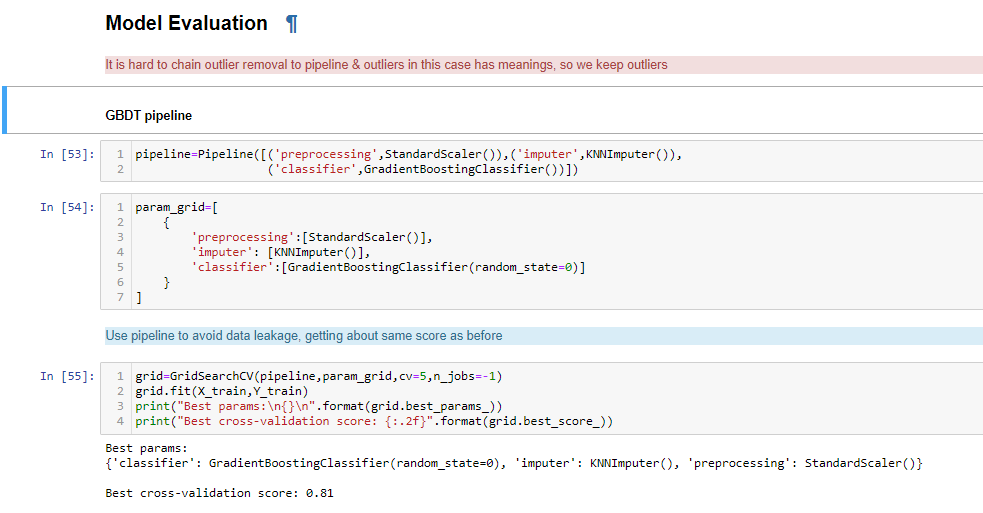 Model Evaluation ¶
It is hard to chain outlier removal to pipeline & outliers in this case has meanings, so we keep outliers
GBDT pipeline
In [53]:
1 pipeline=Pipeline([('preprocessing',StandardScaler()),('imputer',KNNImputer()),
2 ('classifier',GradientBoostingClassifier())])
In [54]:
1 param_grid=[
2 {
3 'preprocessing':[StandardScaler()],
4 'imputer': [KNNImputer()],
5 'classifier':[GradientBoostingClassifier(random_state=0)]
6 }
7 ]
Use pipeline to avoid data leakage, getting about same score as before
In [55]:
1 grid=GridSearchCV(pipeline,param_grid,cv=5,n_jobs=-1)
2 grid.fit(X_train,Y_train)
3 print("Best params:\n{}\n".format(grid.best_params_))
4 print("Best cross-validation score: {:.2f}".format(grid.best_score_))
Best params:
{'classifier': GradientBoostingClassifier(random_state=0), 'imputer': KNNImputer(), 'preprocessing': StandardScaler()}
Best cross-validation score: 0.81